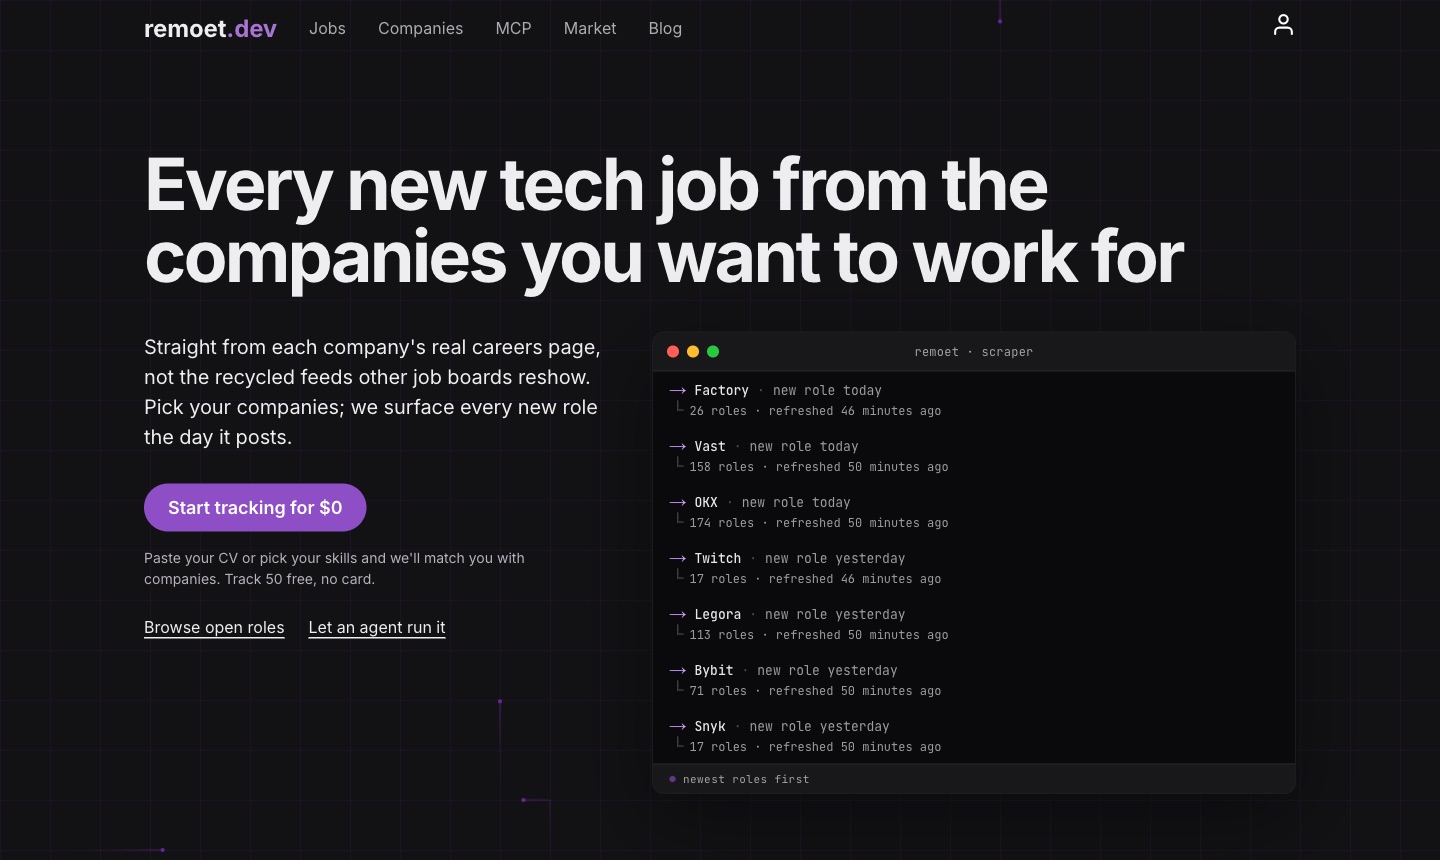 remoet.dev Jobs Companies MCP Market Blog
Every new tech job from the
companies you want to work for
Straight from each company's real careers page,
not the recycled feeds other job boards reshow.
Pick your companies; we surface every new role
the day it posts.
Start tracking for $0
Paste your CV or pick your skills and we'll match you with
companies. Track 50 free, no card.
Browse open roles Let an agent run it
remoet · scraper
→ Factory · new role today
└ 26 roles · refreshed 46 minutes ago
→ Vast · new role today
└ 158 roles · refreshed 50 minutes ago
→ OKX · new role today
└ 174 roles · refreshed 50 minutes ago
→ Twitch · new role yesterday
└ 17 roles · refreshed 46 minutes ago
→ Legora · new role yesterday
└ 113 roles · refreshed 50 minutes ago
→ Bybit · new role yesterday
└ 71 roles · refreshed 50 minutes ago
→ Snyk · new role yesterday
└ 17 roles · refreshed 50 minutes ago
newest roles first